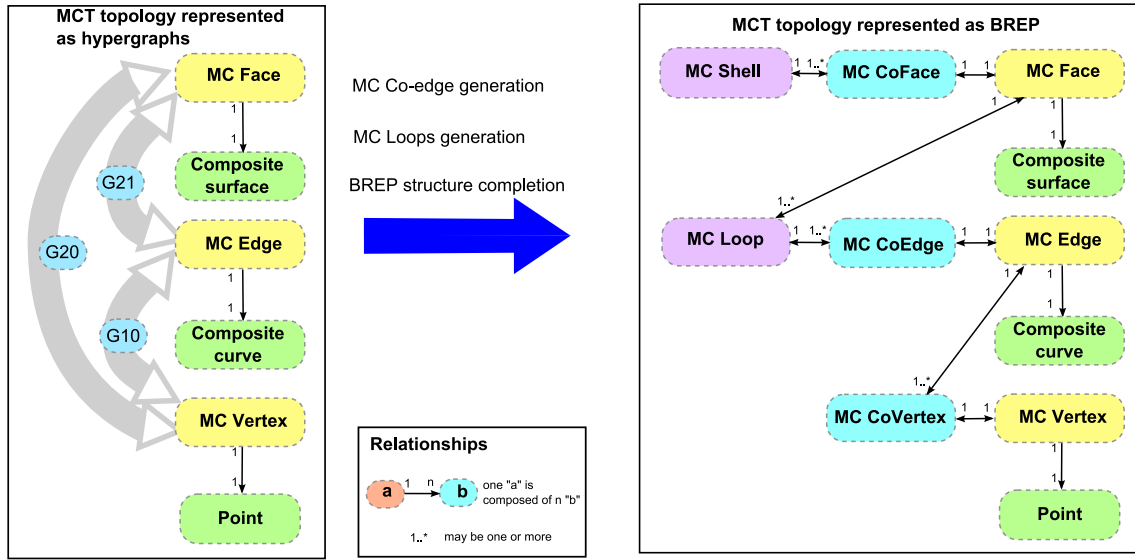 MCT topology represented
as hypergraphs
MC Face
1
1
Composite
surface
G21
MC Edge
G20
1
1
G10
Composite
curve
MC Vertex
1
1
Point
MC Co-edge generation
MC Loops generation
BREP structure completion
Relationships
a
1
n
b
one "a" is
composed of n "b"
1..*
may be one or more
MCT topology represented as BREP
MC Shell
1
1..*
MC CoFace
1
1
MC Face
1
1
1
Composite
surface
1..*
MC Loop
1
1..*
MC CoEdge
1
1
MC Edge
1
1
1
Composite
curve
1..*
MC CoVertex
1
1
MC Vertex
1
1
Point